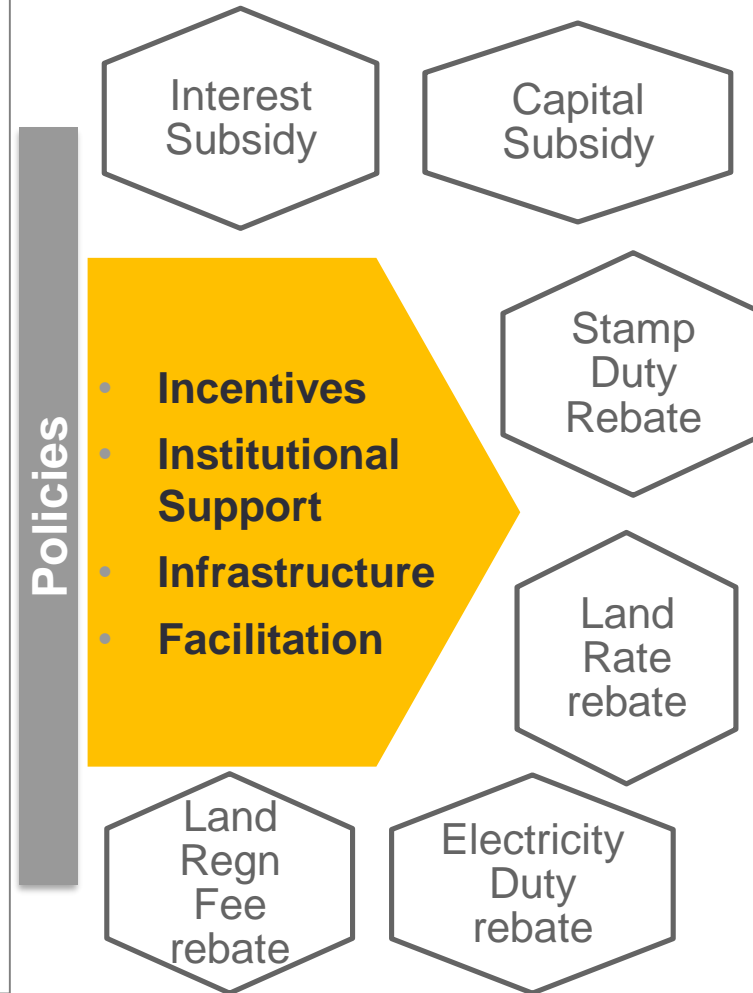 Interest
Subsidy
Capital
Subsidy
Policies
• Incentives
• Institutional
Support
• Infrastructure
• Facilitation
Stamp
Duty
Rebate
Land
Rate
rebate
Land
Regn
Fee
rebate
Electricity
Duty
rebate